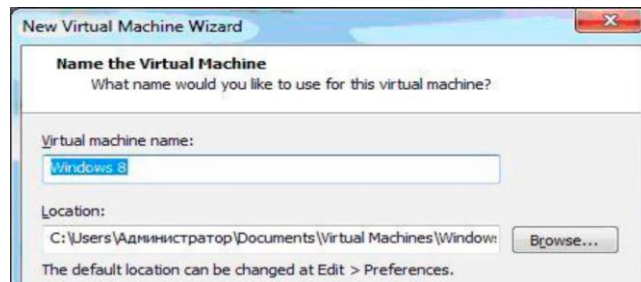 New Virtual Machine Wizard
Name the Virtual Machine
What name would you like to use for this virtual machine?
Virtual machine name:
Windows 8
Location:
C:\Users\Администратор\Documents\Virtual Machines\Window
Browse...
The default location can be changed at Edit > Preferences.